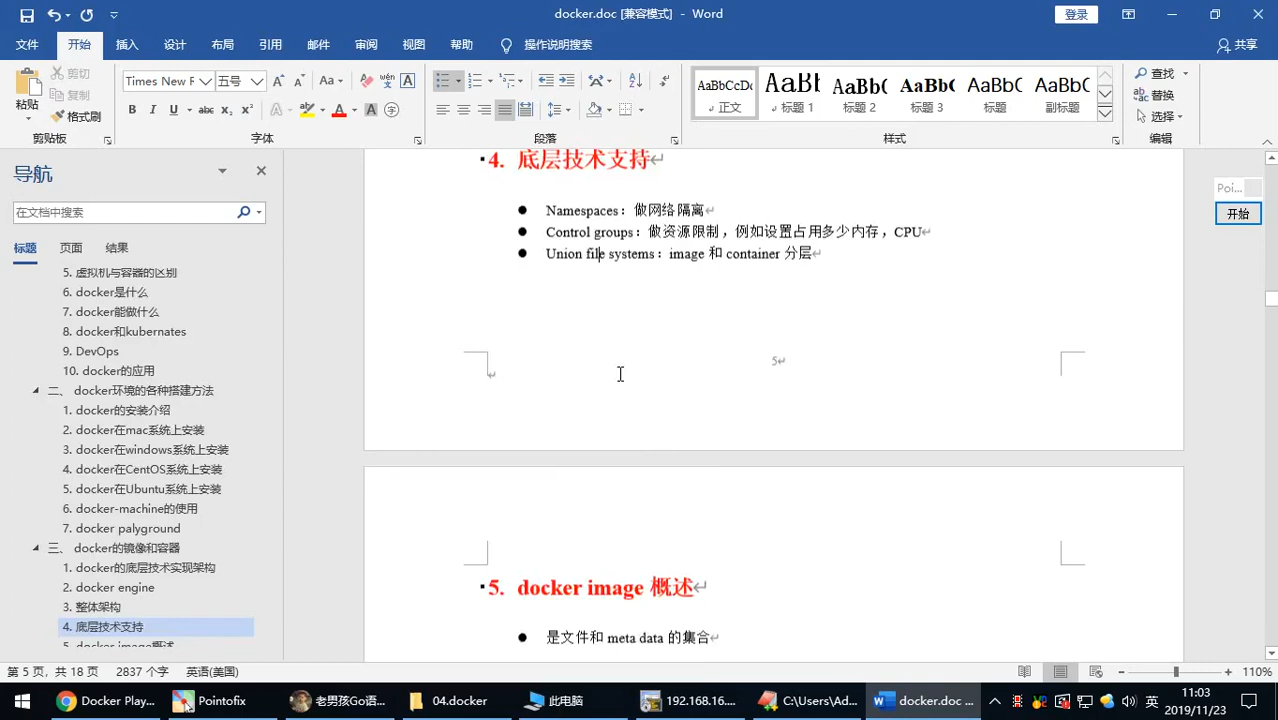 docker.doc [兼容模式] - Word
登录
文件 开始 插入 设计 布局 引用 邮件 审阅 视图 帮助 操作说明搜索 共享
粘贴 剪切 复制 格式刷
Times New R 五号
AaBbCcDc 正文
AaBl 标题 1
AaBbC 标题 2
AaBbC 标题 3
AaBbC 标题
AaBbC 副标题
查找
替换
选择
剪贴板 字体 段落 样式 编辑
导航
在文档中搜索
标题 页面 结果
5. 虚拟机与容器的区别
6. docker是什么
7. docker能做什么
8. docker和kubernates
9. DevOps
10. docker的应用
二、 docker环境的各种搭建方法
1. docker的安装介绍
2. docker在mac系统上安装
3. docker在windows系统上安装
4. docker在CentOS系统上安装
5. docker在Ubuntu系统上安装
6. docker-machine的使用
7. docker palyground
三、 docker的镜像和容器
1. docker的底层技术实现架构
2. docker engine
3. 整体架构
4. 底层技术支持
5. docker image概述
4. 底层技术支持
● Namespaces：做网络隔离
● Control groups：做资源限制，例如设置占用多少内存，CPU
● Union file systems：image 和 container 分层
5
5. docker image 概述
● 是文件和 meta data 的集合
Poi...
开始
第 5 页，共 18 页 2837 个字 英语(美国) 110%
Docker Play... Pointofix 老男孩Go语... 04.docker 此电脑 192.168.16.... C:\Users\Ad... docker.doc ... 英
11:03
2019/11/23